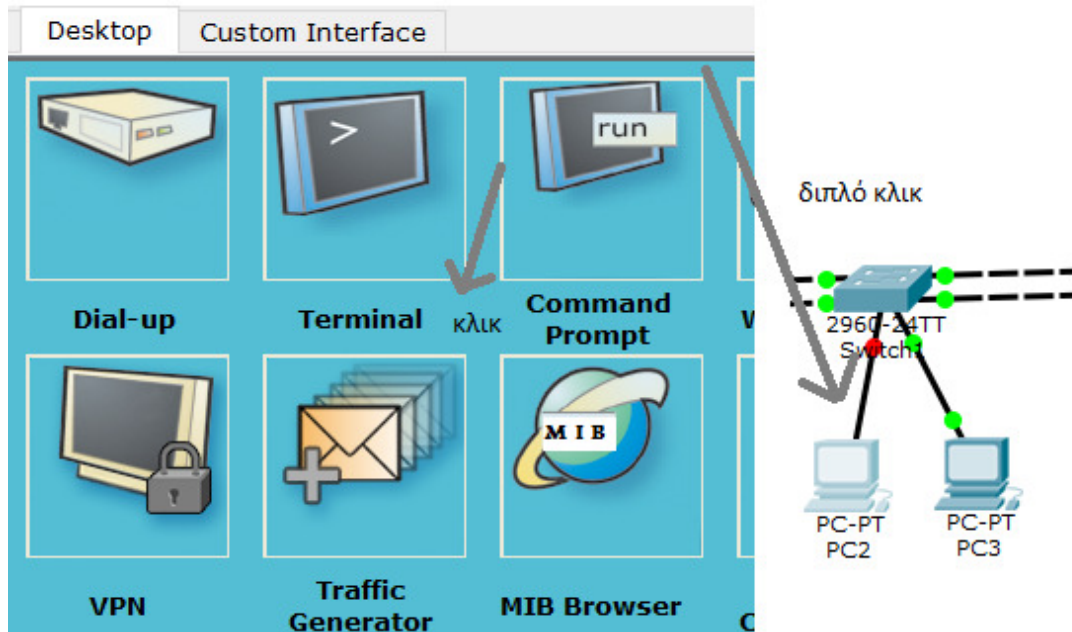 Desktop
Custom Interface
>
run
Dial-up
Terminal
κλικ
Command
Prompt
VPN
Traffic
Generator
MIB
MIB Browser
διπλό κλικ
2960-24TT
Switch1
PC-PT
PC2
PC-PT
PC3